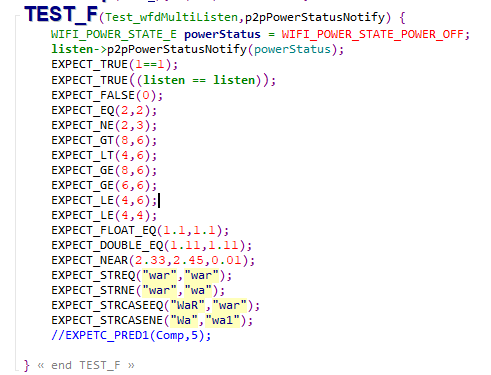 TEST_F(Test_wfdMultiListen,p2pPowerStatusNotify) {
WIFI_POWER_STATE_E powerStatus = WIFI_POWER_STATE_POWER_OFF;
listen->p2pPowerStatusNotify(powerStatus);
EXPECT_TRUE(1==1);
EXPECT_TRUE((listen == listen));
EXPECT_FALSE(0);
EXPECT_EQ(2,2);
EXPECT_NE(2,3);
EXPECT_GT(8,6);
EXPECT_LT(4,6);
EXPECT_GE(8,6);
EXPECT_GE(6,6);
EXPECT_LE(4,6);
EXPECT_LE(4,4);
EXPECT_FLOAT_EQ(1.1,1.1);
EXPECT_DOUBLE_EQ(1.11,1.11);
EXPECT_NEAR(2.33,2.45,0.01);
EXPECT_STREQ("war","war");
EXPECT_STRNE("war","wa");
EXPECT_STRCASEEQ("WaR","war");
EXPECT_STRCASENE("Wa","wa1");
//EXPETC_PRED1(Comp,5);
} « end TEST_F »